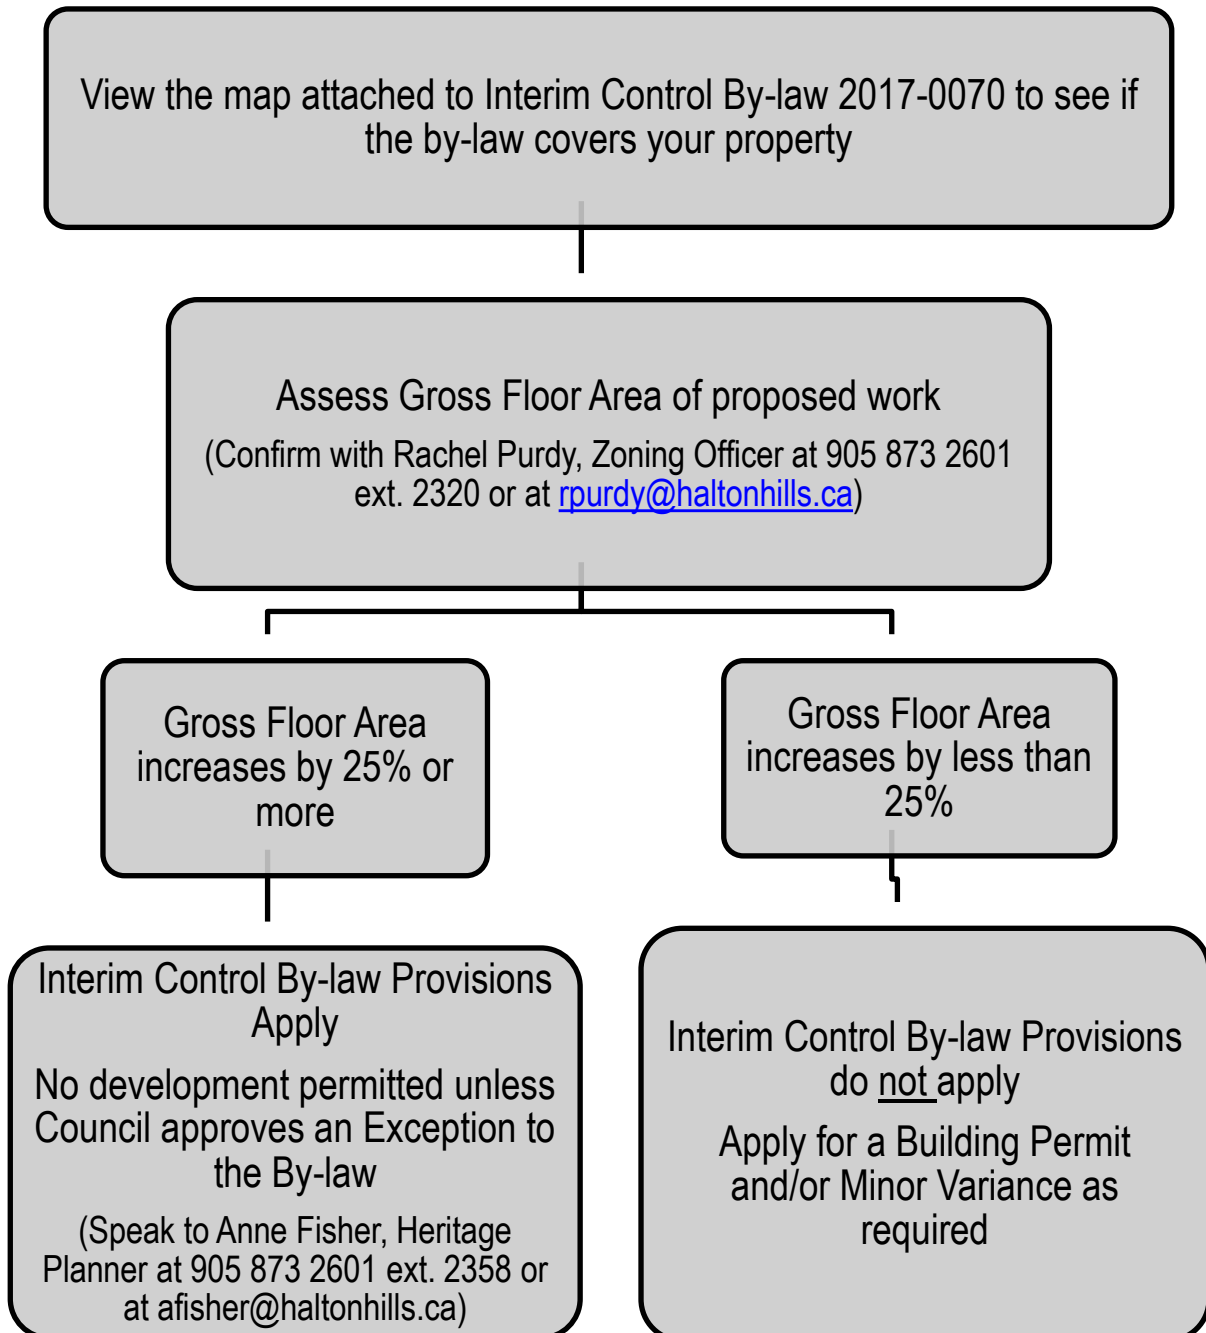 View the map attached to Interim Control By-law 2017-0070 to see if
the by-law covers your property
Assess Gross Floor Area of proposed work
(Confirm with Rachel Purdy, Zoning Officer at 905 873 2601
ext. 2320 or at rpurdy@haltonhills.ca)
Gross Floor Area
increases by 25% or
more
Gross Floor Area
increases by less than
25%
Interim Control By-law Provisions
Apply
No development permitted unless
Council approves an Exception to
the By-law
(Speak to Anne Fisher, Heritage
Planner at 905 873 2601 ext. 2358 or
at afisher@haltonhills.ca)
Interim Control By-law Provisions
do not apply
Apply for a Building Permit
and/or Minor Variance as
required